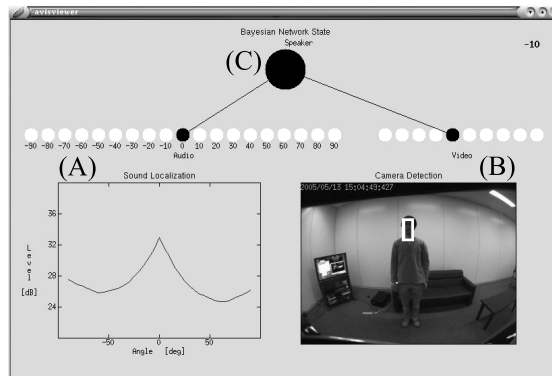 avisviewer
Bayesian Network State
Speaker
(C)
-10
-90 -80 -70 -60 -50 -40 -30 -20 -10 0 10 20 30 40 50 60 70 80 90
Audio
Video
(A)
(B)
Sound Localization
Camera Detection
2005/05/13 15:04:49:427
36
32
28
24
Level
[dB]
-50 0 50
Angle [deg]